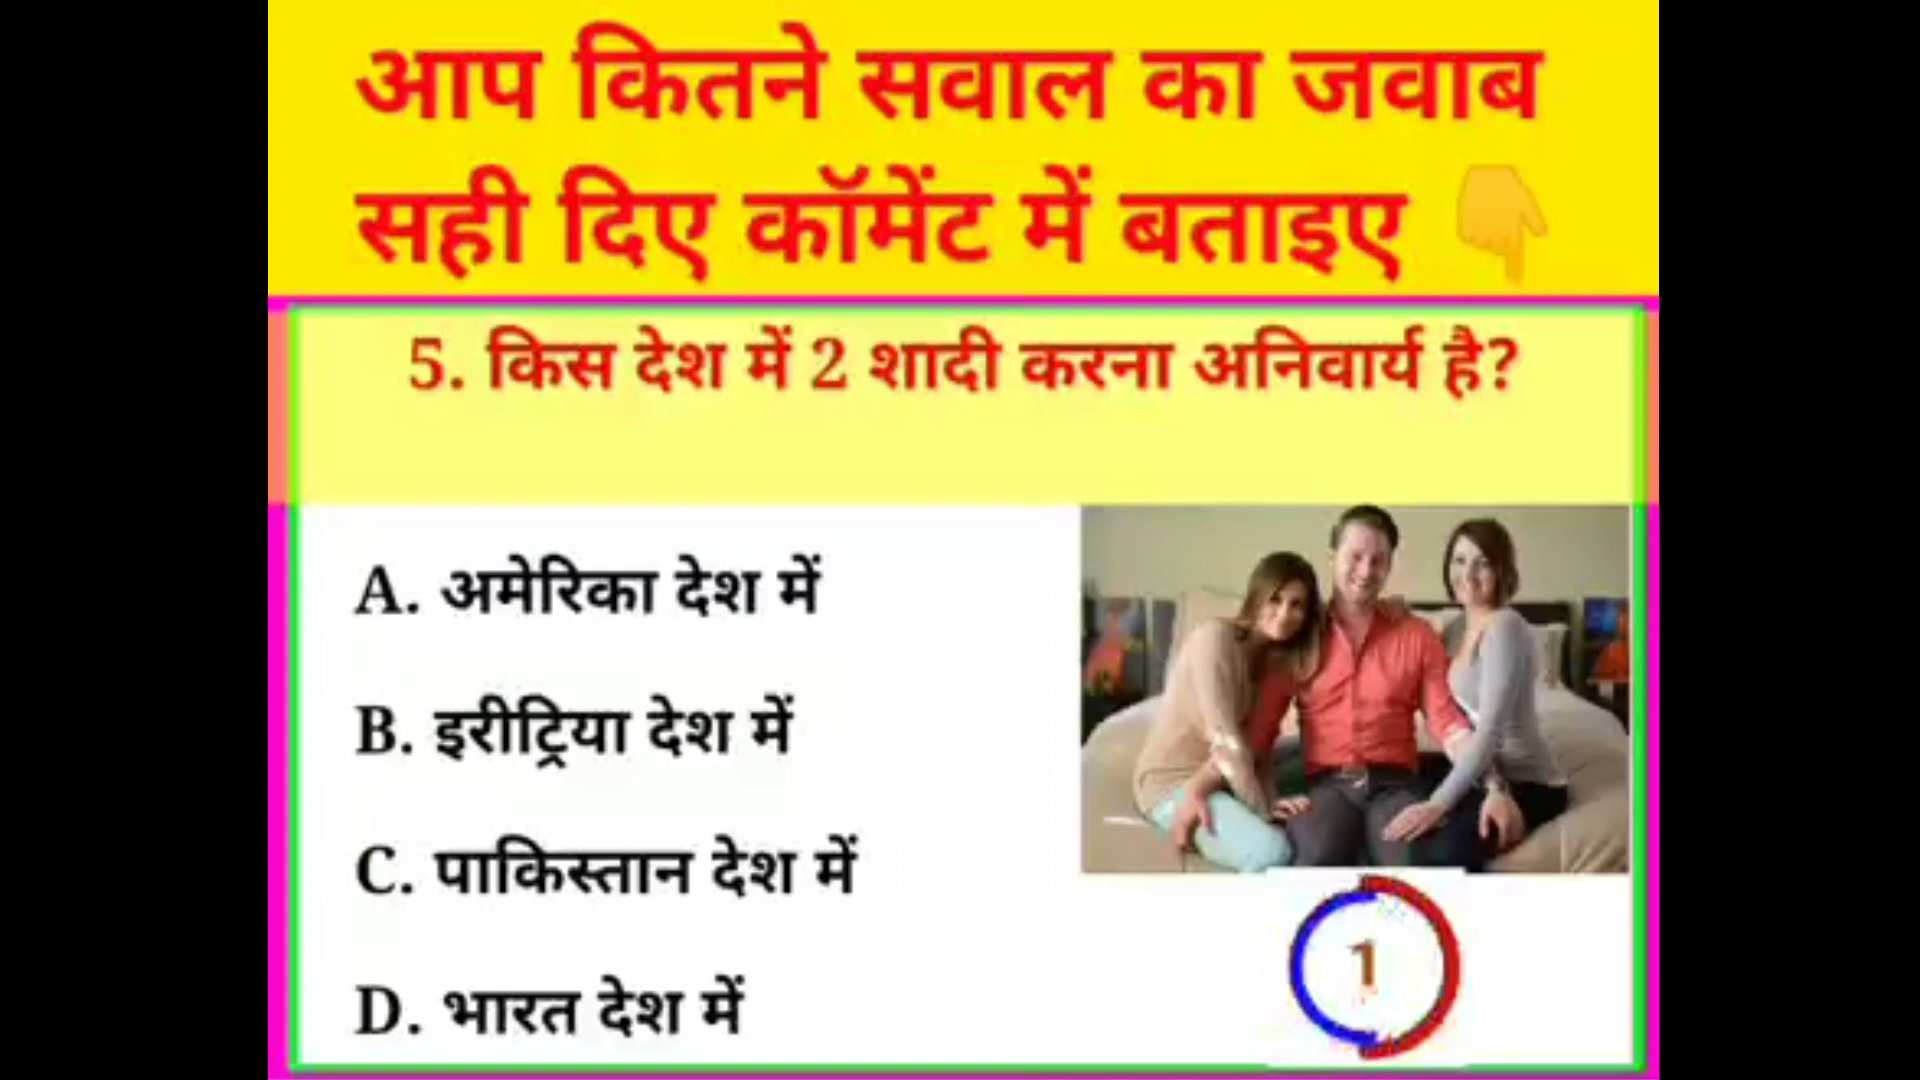 आप कितने सवाल का जवाब
सही दिए कॉमेंट में बताइए 👇
5. किस देश में 2 शादी करना अनिवार्य है?
A. अमेरिका देश में
B. इरीट्रिया देश में
C. पाकिस्तान देश में
D. भारत देश में
1